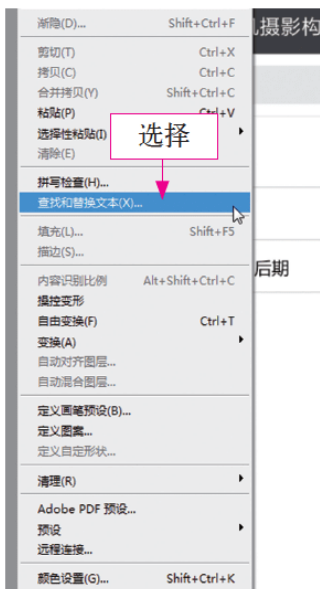 渐隐(D)... Shift+Ctrl+F
摄影构
剪切(T) Ctrl+X
拷贝(C) Ctrl+C
合并拷贝(Y) Shift+Ctrl+C
粘贴(P) Ctrl+V
选择性粘贴(I)
选择
清除(E)
拼写检查(H)...
查找和替换文本(X)...
填充(L)... Shift+F5
描边(S)...
后期
内容识别比例 Alt+Shift+Ctrl+C
操控变形
自由变换(F) Ctrl+T
变换(A)
自动对齐图层...
自动混合图层...
定义画笔预设(B)...
定义图案...
定义自定形状...
清理(R)
Adobe PDF 预设...
预设
远程连接...
颜色设置(G)... Shift+Ctrl+K